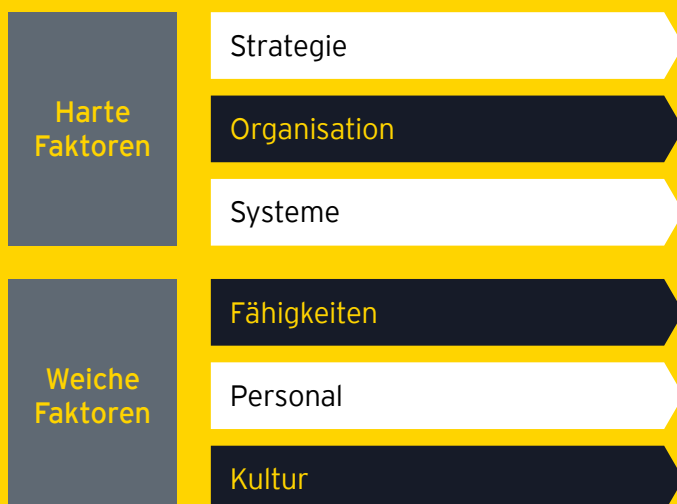 Harte
Faktoren
Strategie
Organisation
Systeme
Weiche
Faktoren
Fähigkeiten
Personal
Kultur